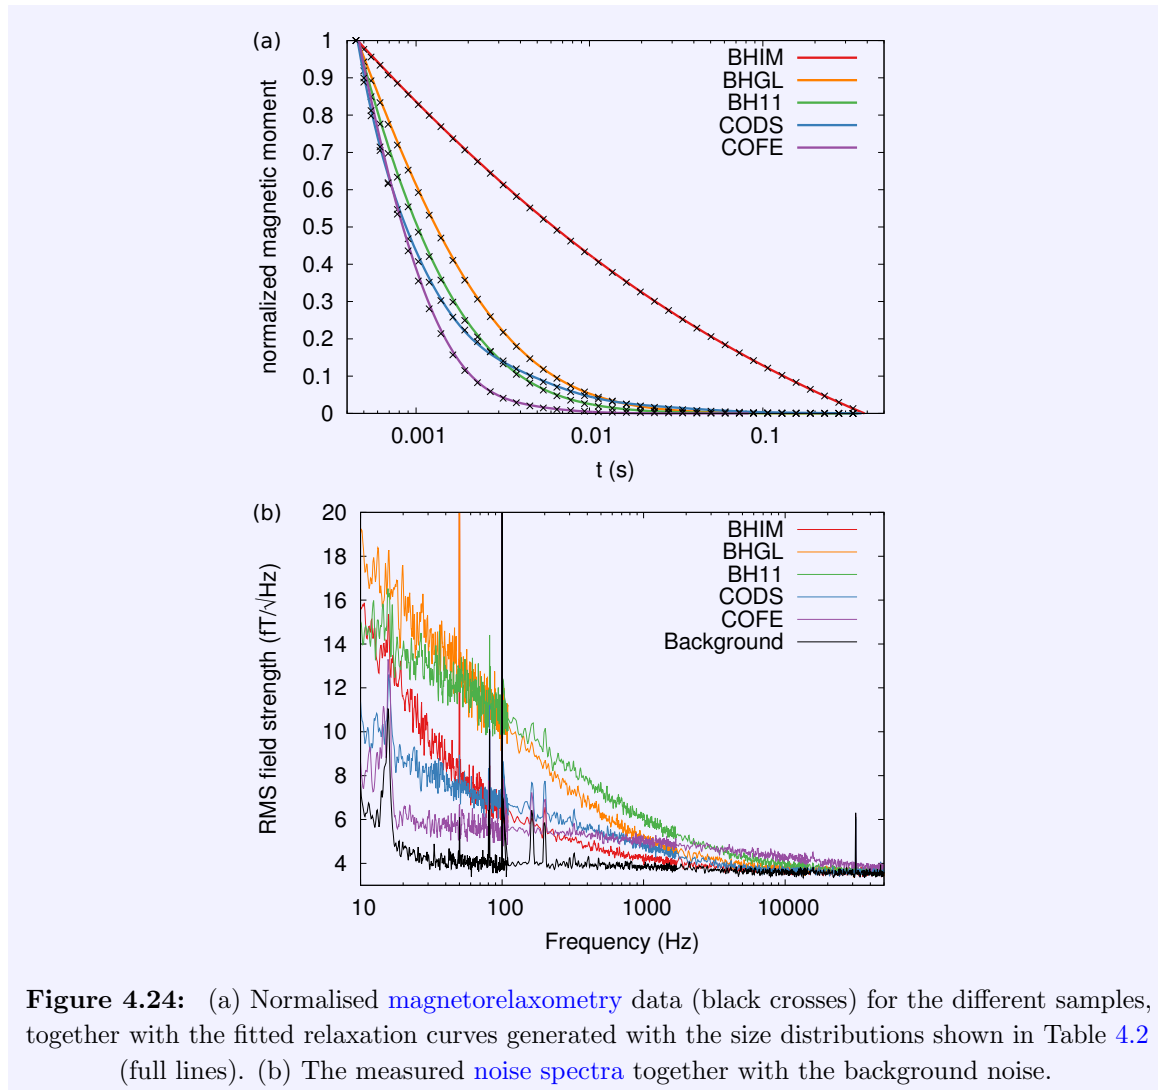 (a)
normalized magnetic moment
1
0.9
0.8
0.7
0.6
0.5
0.4
0.3
0.2
0.1
0
BHIM
BHGL
BH11
CODS
COFE
0.001 0.01 0.1
t (s)
(b)
RMS field strength (fT/√Hz)
20
18
16
14
12
10
8
6
4
BHIM
BHGL
BH11
CODS
COFE
Background
10 100 1000 10000
Frequency (Hz)
Figure 4.24: (a) Normalised magnetorelaxometry data (black crosses) for the different samples,
together with the fitted relaxation curves generated with the size distributions shown in Table 4.2
(full lines). (b) The measured noise spectra together with the background noise.